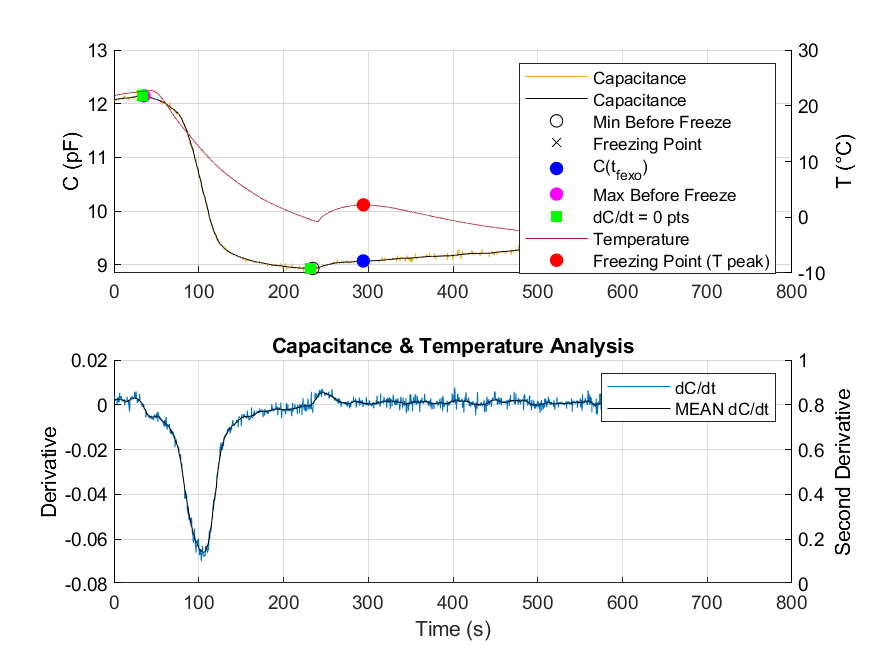 13
12
11
10
9
C (pF)
30
20
10
0
-10
T (°C)
Capacitance
Capacitance
Min Before Freeze
Freezing Point
C(t_fexo)
Max Before Freeze
dC/dt = 0 pts
Temperature
Freezing Point (T peak)
0 100 200 300 400 500 600 700 800
Capacitance & Temperature Analysis
0.02
0
-0.02
-0.04
-0.06
-0.08
Derivative
1
0.8
0.6
0.4
0.2
0
Second Derivative
dC/dt
MEAN dC/dt
0 100 200 300 400 500 600 700 800
Time (s)